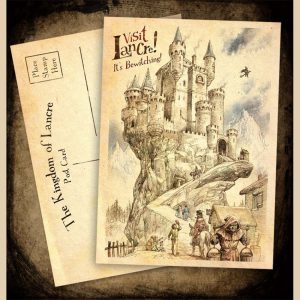 Visit
Lancre!
It's Bewitching!
Place
Stamp
Here
The Kingdom of Lancre
Post Card